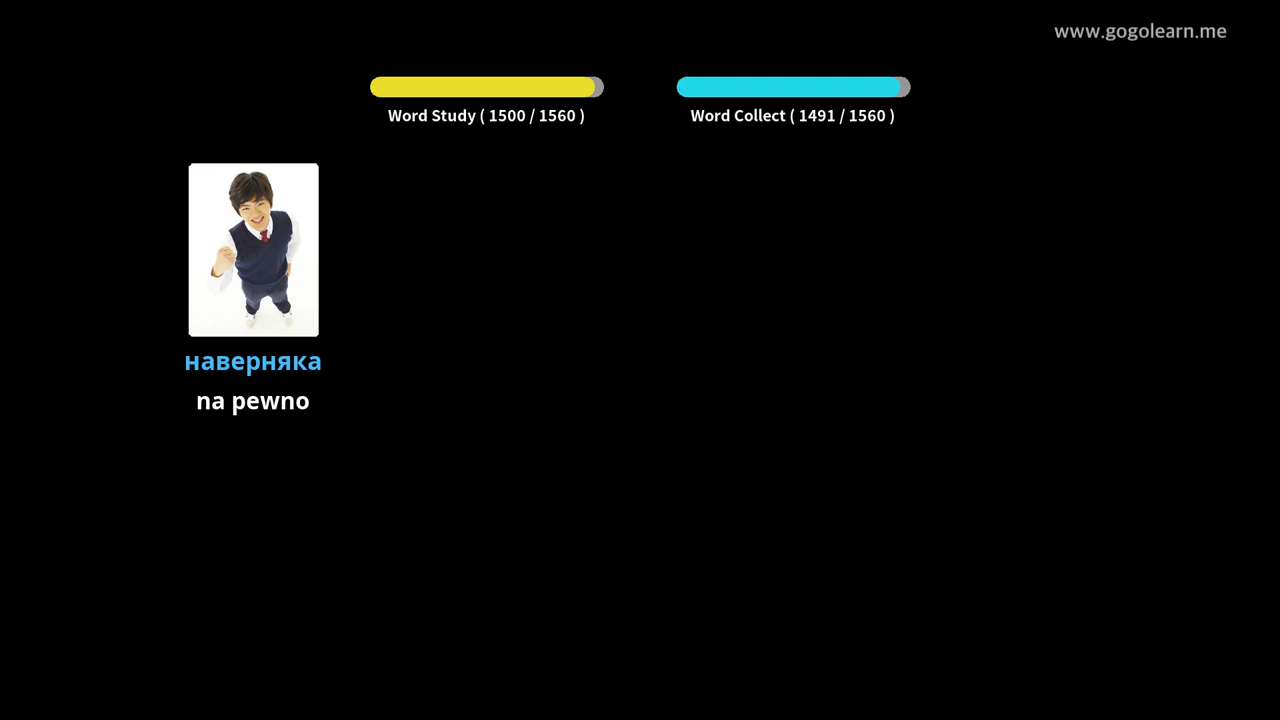 www.gogolearn.me
Word Study ( 1500 / 1560 )
Word Collect ( 1491 / 1560 )
наверняка
na pewno